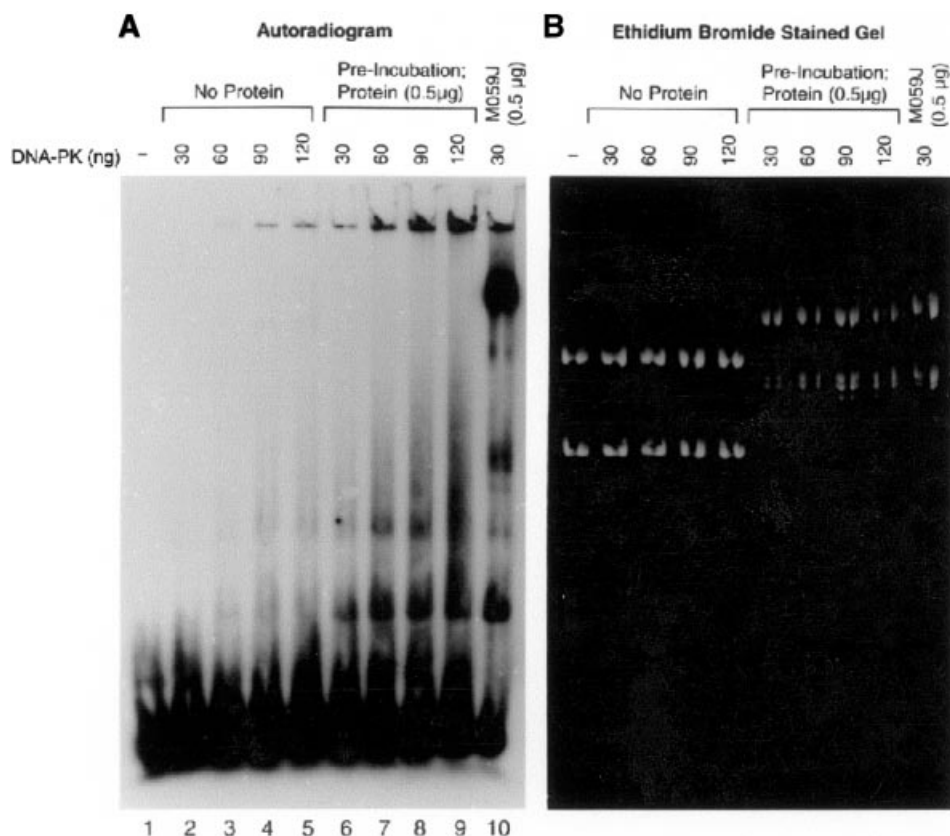 A
Autoradiogram
No Protein
Pre-Incubation;
Protein (0.5µg)
M059J
(0.5 µg)
DNA-PK (ng)
– 30 60 90 120 30 60 90 120 30
1 2 3 4 5 6 7 8 9 10
B
Ethidium Bromide Stained Gel
No Protein
Pre-Incubation;
Protein (0.5µg)
M059J
(0.5 µg)
– 30 60 90 120 30 60 90 120 30